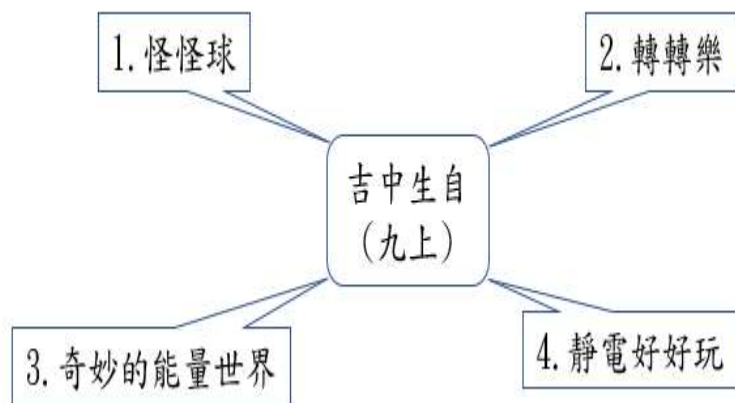 1.怪怪球
2.轉轉樂
吉中生自
(九上)
3.奇妙的能量世界
4.靜電好好玩